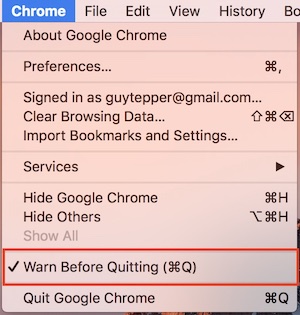 Chrome File Edit View History Bo
About Google Chrome
Preferences... ⌘,
Signed in as guytepper@gmail.com...
Clear Browsing Data... ⇧⌘⌫
Import Bookmarks and Settings...
Services ▶
Hide Google Chrome ⌘H
Hide Others ⌥⌘H
Show All
✓ Warn Before Quitting (⌘Q)
Quit Google Chrome ⌘Q